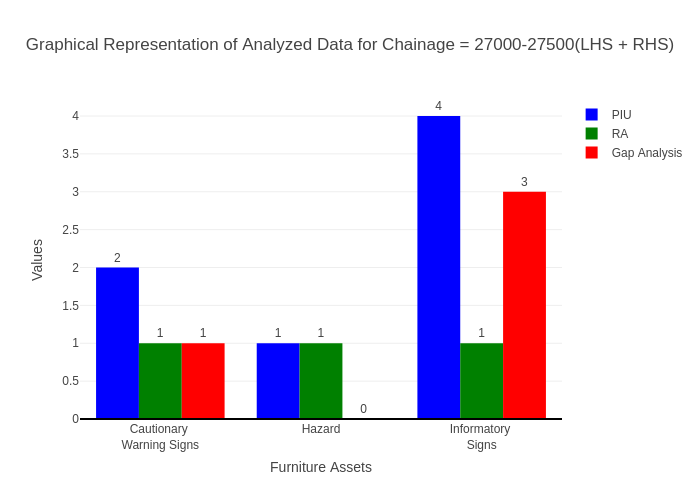 Graphical Representation of Analyzed Data for Chainage = 27000-27500(LHS + RHS)
PIU
RA
Gap Analysis
Values
4
3.5
3
2.5
2
1.5
1
0.5
0
2
1
1
1
1
0
4
1
3
Cautionary
Warning Signs
Hazard
Informatory
Signs
Furniture Assets